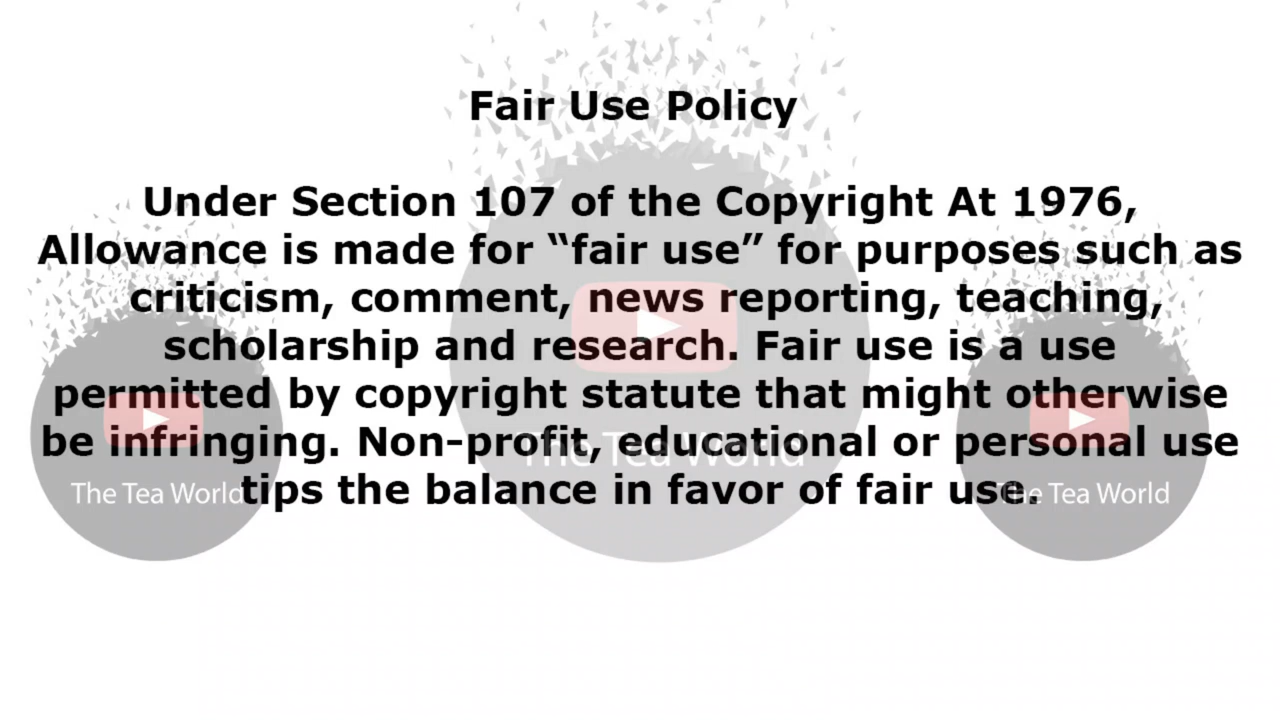 Fair Use Policy
Under Section 107 of the Copyright At 1976,
Allowance is made for “fair use” for purposes such as
criticism, comment, news reporting, teaching,
scholarship and research. Fair use is a use
permitted by copyright statute that might otherwise
be infringing. Non-profit, educational or personal use
The Tea World
tips the balance in favor of fair use.
The Tea World
The Tea World